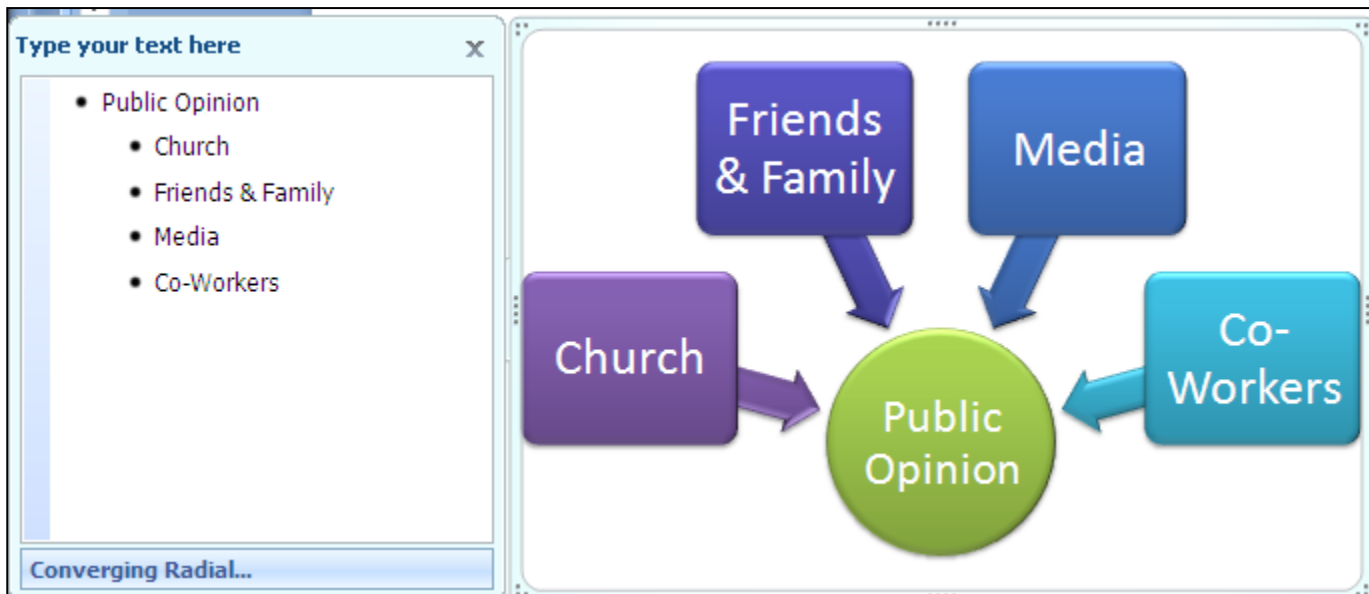 Type your text here
x
• Public Opinion
• Church
• Friends & Family
• Media
• Co-Workers
Converging Radial...
Friends
& Family
Media
Church
Co-
Workers
Public
Opinion